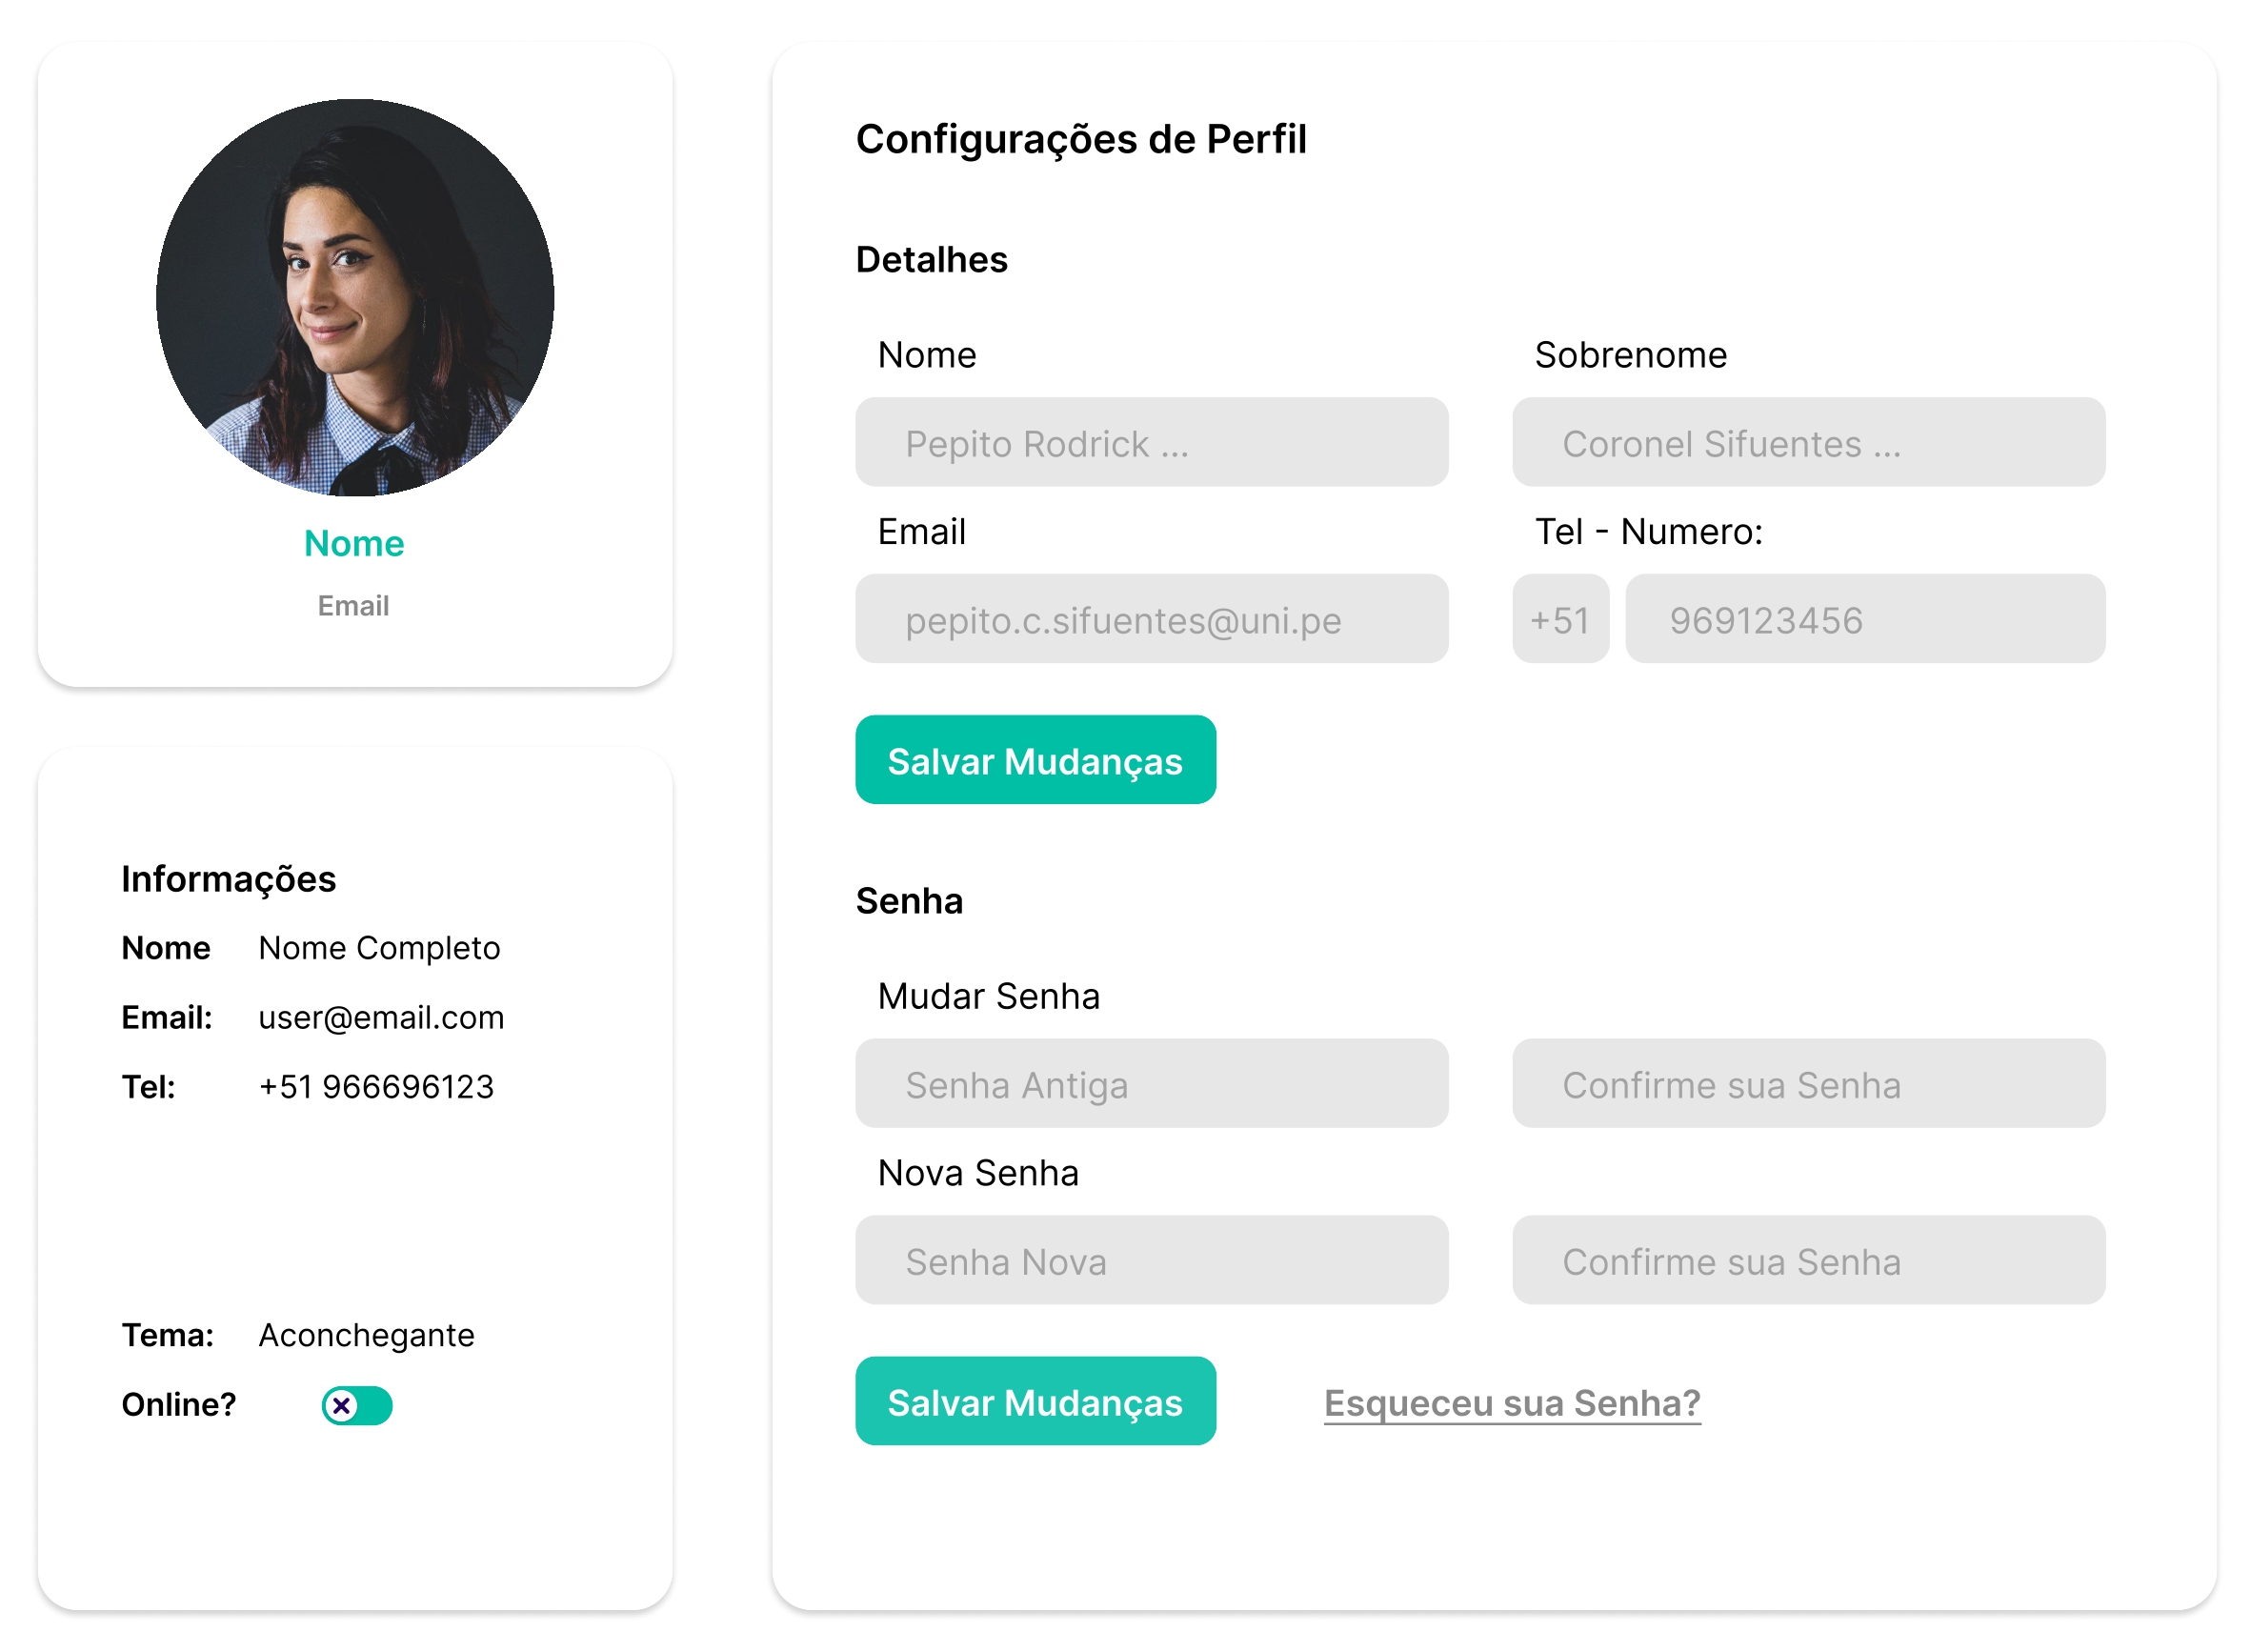 Nome
Email
Informações
Nome Nome Completo
Email: user@email.com
Tel: +51 966696123
Tema: Aconchegante
Online?
Configurações de Perfil
Detalhes
Nome Sobrenome
Pepito Rodrick ... Coronel Sifuentes ...
Email Tel - Numero:
pepito.c.sifuentes@uni.pe +51 969123456
Salvar Mudanças
Senha
Mudar Senha
Senha Antiga Confirme sua Senha
Nova Senha
Senha Nova Confirme sua Senha
Salvar Mudanças Esqueceu sua Senha?